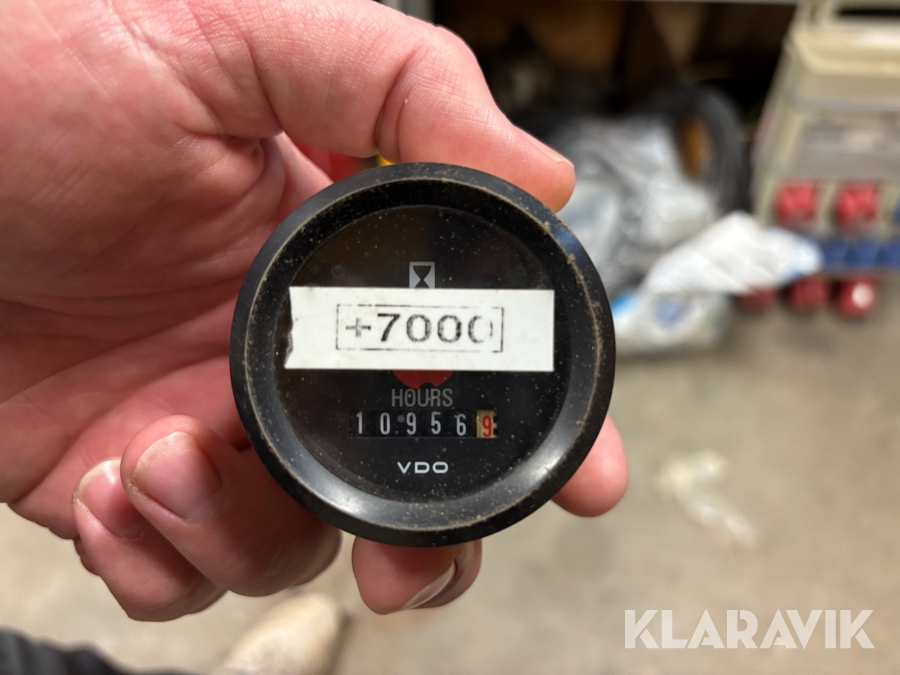 +7000
HOURS
109569
VDO
KLARAVIK